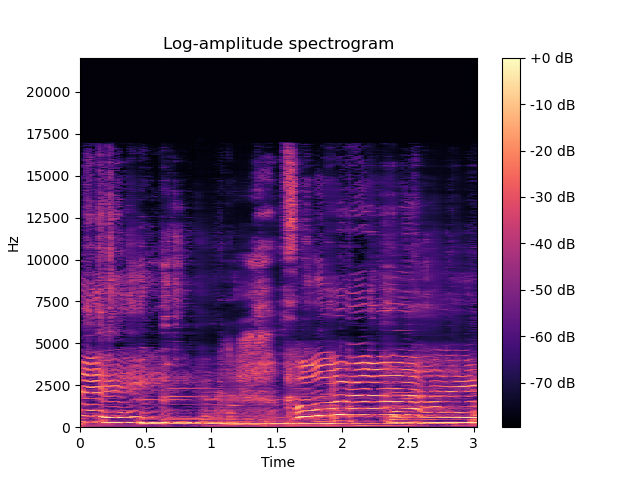 Log-amplitude spectrogram
Hz
20000
17500
15000
12500
10000
7500
5000
2500
0
0
0.5
1
1.5
2
2.5
3
Time
+0 dB
-10 dB
-20 dB
-30 dB
-40 dB
-50 dB
-60 dB
-70 dB